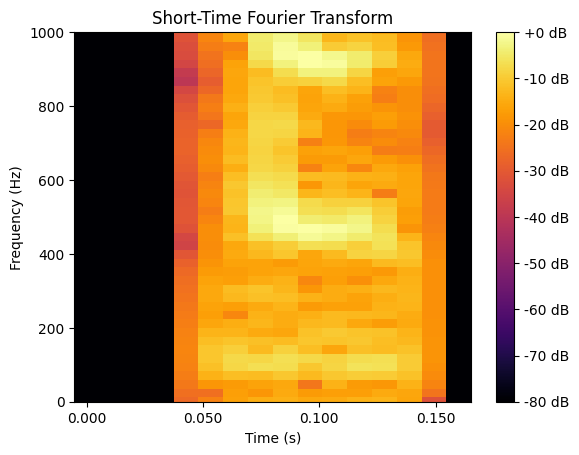 Short-Time Fourier Transform
1000
800
600
400
200
0
Frequency (Hz)
0.000
0.050
0.100
0.150
Time (s)
+0 dB
-10 dB
-20 dB
-30 dB
-40 dB
-50 dB
-60 dB
-70 dB
-80 dB